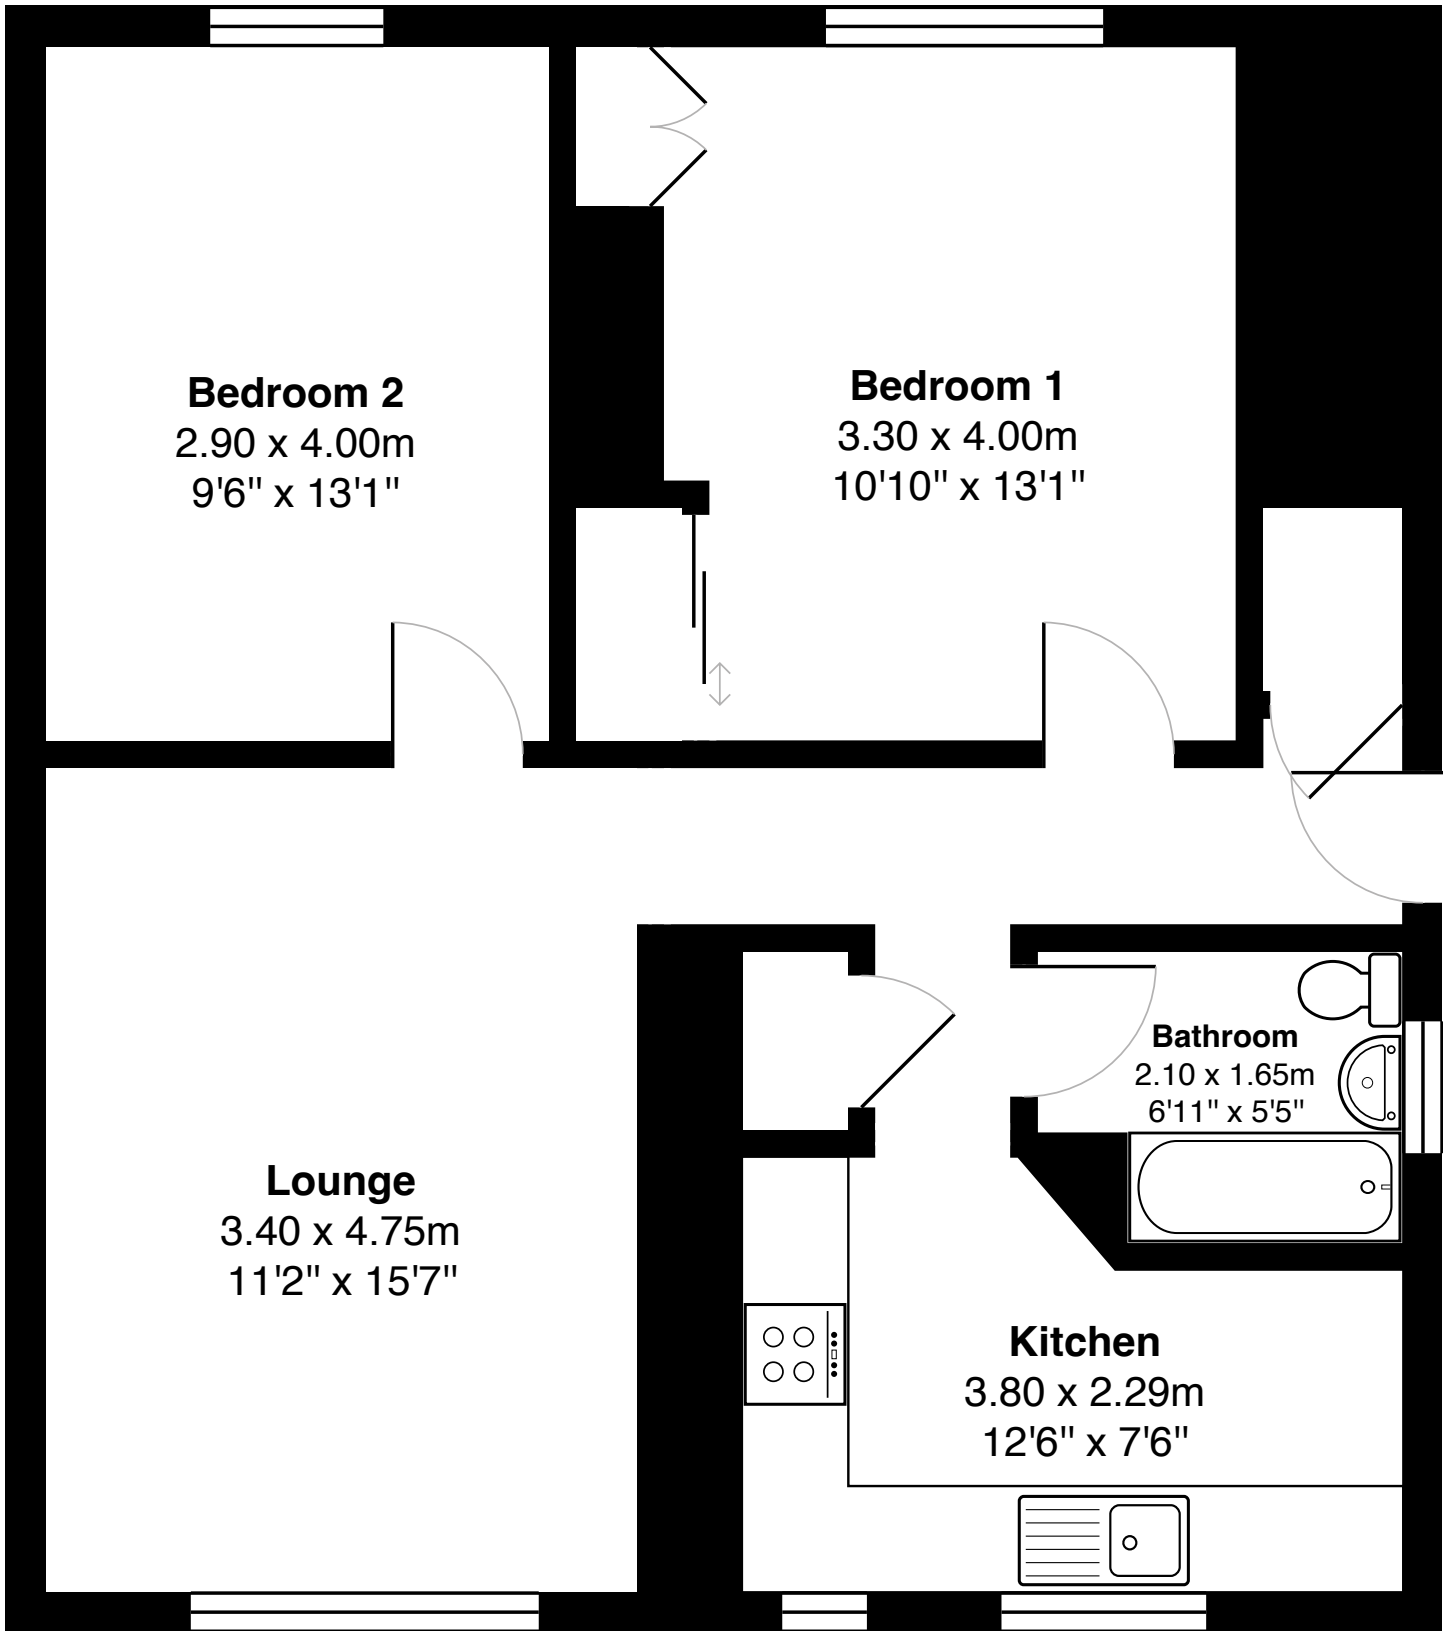 Bedroom 2
2.90 x 4.00m
9'6" x 13'1"
Bedroom 1
3.30 x 4.00m
10'10" x 13'1"
Bathroom
2.10 x 1.65m
6'11" x 5'5"
Lounge
3.40 x 4.75m
11'2" x 15'7"
Kitchen
3.80 x 2.29m
12'6" x 7'6"